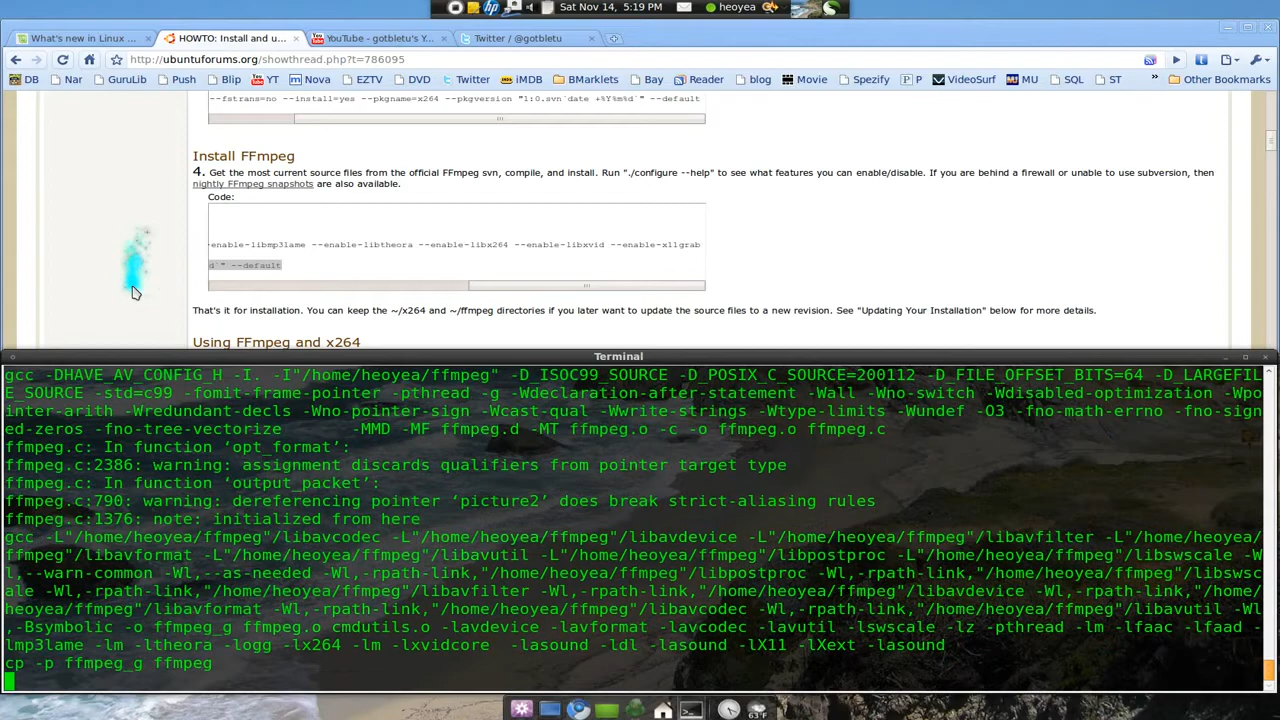 Sat Nov 14, 5:19 PM
heoyea
What's new in Linux ...
HOWTO: Install and u...
YouTube - gotbletu's Y...
Twitter / @gotbletu
http://ubuntuforums.org/showthread.php?t=786095
DB Nar GuruLib Push Blip YT Nova EZTV DVD Twitter iMDB BMarklets Bay Reader blog Movie Spezify P VideoSurf MU SQL ST » Other Bookmarks
--fstrans=no --install=yes --pkgname=x264 --pkgversion "1:0.svn`date +%Y%m%d`" --default
Install FFmpeg
4. Get the most current source files from the official FFmpeg svn, compile, and install. Run "./configure --help" to see what features you can enable/disable. If you are behind a firewall or unable to use subversion, then
nightly FFmpeg snapshots are also available.
Code:
-enable-libmp3lame --enable-libtheora --enable-libx264 --enable-libxvid --enable-x11grab
d`" --default
That's it for installation. You can keep the ~/x264 and ~/ffmpeg directories if you later want to update the source files to a new revision. See "Updating Your Installation" below for more details.
Using FFmpeg and x264
Terminal
gcc -DHAVE_AV_CONFIG_H -I. -I"/home/heoyea/ffmpeg" -D_ISOC99_SOURCE -D_POSIX_C_SOURCE=200112 -D_FILE_OFFSET_BITS=64 -D_LARGEFIL
E_SOURCE -std=c99 -fomit-frame-pointer -pthread -g -Wdeclaration-after-statement -Wall -Wno-switch -Wdisabled-optimization -Wpo
inter-arith -Wredundant-decls -Wno-pointer-sign -Wcast-qual -Wwrite-strings -Wtype-limits -Wundef -O3 -fno-math-errno -fno-sign
ed-zeros -fno-tree-vectorize -MMD -MF ffmpeg.d -MT ffmpeg.o -c -o ffmpeg.o ffmpeg.c
ffmpeg.c: In function ‘opt_format’:
ffmpeg.c:2386: warning: assignment discards qualifiers from pointer target type
ffmpeg.c: In function ‘output_packet’:
ffmpeg.c:790: warning: dereferencing pointer ‘picture2’ does break strict-aliasing rules
ffmpeg.c:1376: note: initialized from here
gcc -L"/home/heoyea/ffmpeg"/libavcodec -L"/home/heoyea/ffmpeg"/libavdevice -L"/home/heoyea/ffmpeg"/libavfilter -L"/home/heoyea/
ffmpeg"/libavformat -L"/home/heoyea/ffmpeg"/libavutil -L"/home/heoyea/ffmpeg"/libpostproc -L"/home/heoyea/ffmpeg"/libswscale -W
l,--warn-common -Wl,--as-needed -Wl,-rpath-link,"/home/heoyea/ffmpeg"/libpostproc -Wl,-rpath-link,"/home/heoyea/ffmpeg"/libswsc
ale -Wl,-rpath-link,"/home/heoyea/ffmpeg"/libavfilter -Wl,-rpath-link,"/home/heoyea/ffmpeg"/libavdevice -Wl,-rpath-link,"/home/
heoyea/ffmpeg"/libavformat -Wl,-rpath-link,"/home/heoyea/ffmpeg"/libavcodec -Wl,-rpath-link,"/home/heoyea/ffmpeg"/libavutil -Wl
,-Bsymbolic -o ffmpeg_g ffmpeg.o cmdutils.o -lavdevice -lavformat -lavcodec -lavutil -lswscale -lz -pthread -lm -lfaac -lfaad -
lmp3lame -lm -ltheora -logg -lx264 -lm -lxvidcore -lasound -ldl -lasound -lX11 -lXext -lasound
cp -p ffmpeg_g ffmpeg
63°F